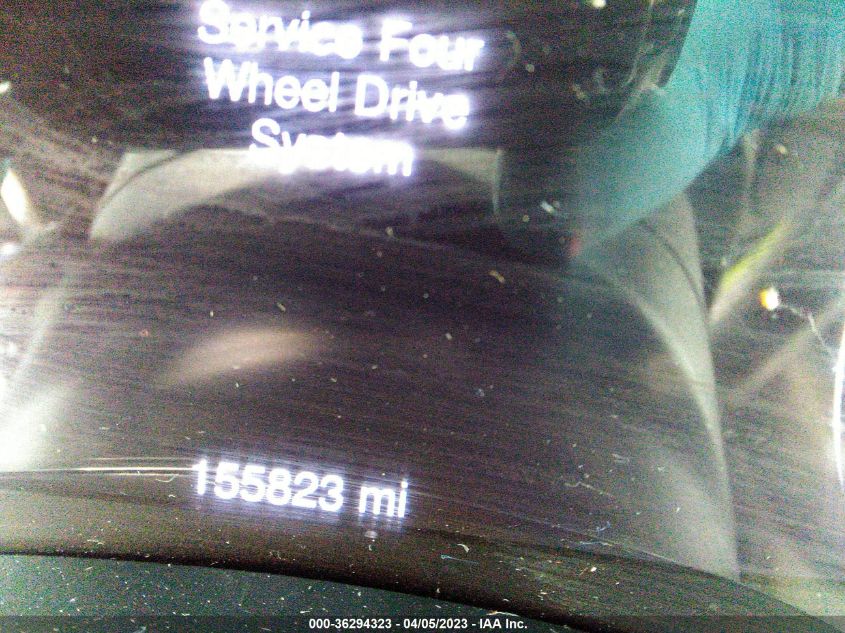 Service Four
Wheel Drive
System
155823 mi
000-36294323 - 04/05/2023 - IAA Inc.